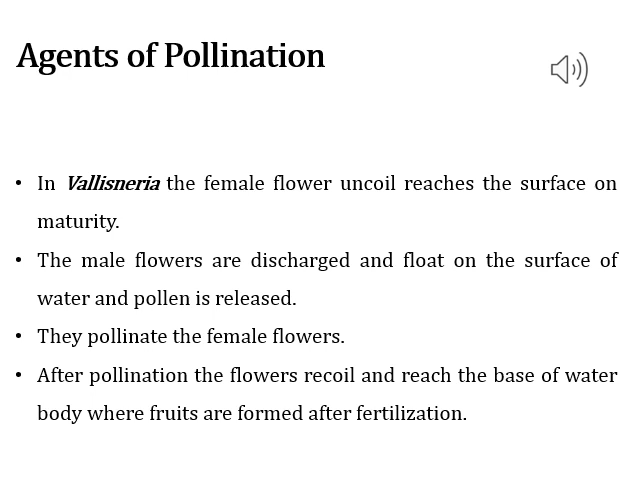 Agents of Pollination
• In Vallisneria the female flower uncoil reaches the surface on
maturity.
• The male flowers are discharged and float on the surface of
water and pollen is released.
• They pollinate the female flowers.
• After pollination the flowers recoil and reach the base of water
body where fruits are formed after fertilization.